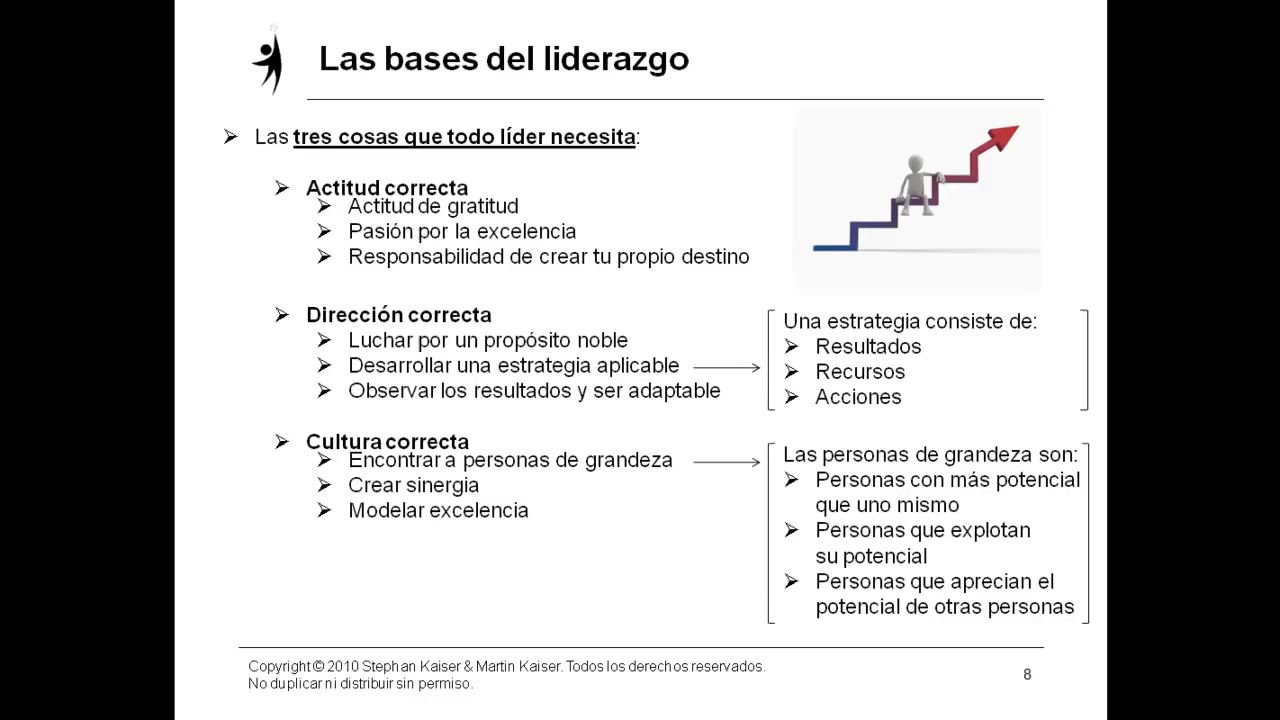 Las bases del liderazgo
Las tres cosas que todo líder necesita:
Actitud correcta
Actitud de gratitud
Pasión por la excelencia
Responsabilidad de crear tu propio destino
Dirección correcta
Luchar por un propósito noble
Desarrollar una estrategia aplicable
Observar los resultados y ser adaptable
Una estrategia consiste de:
Resultados
Recursos
Acciones
Cultura correcta
Encontrar a personas de grandeza
Crear sinergia
Modelar excelencia
Las personas de grandeza son:
Personas con más potencial
que uno mismo
Personas que explotan
su potencial
Personas que aprecian el
potencial de otras personas
Copyright © 2010 Stephan Kaiser & Martin Kaiser. Todos los derechos reservados.
No duplicar ni distribuir sin permiso.
8